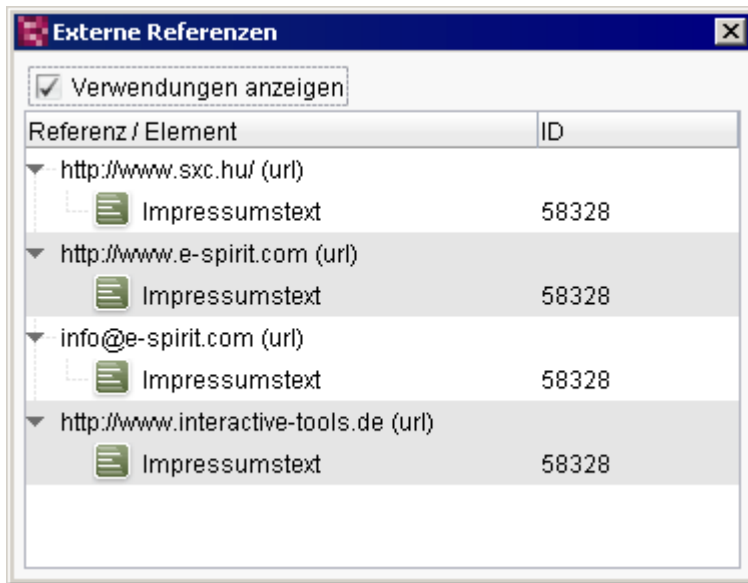 Externe Referenzen
Verwendungen anzeigen
Referenz / Element ID
http://www.sxc.hu/ (url)
Impressumstext 58328
http://www.e-spirit.com (url)
Impressumstext 58328
info@e-spirit.com (url)
Impressumstext 58328
http://www.interactive-tools.de (url)
Impressumstext 58328